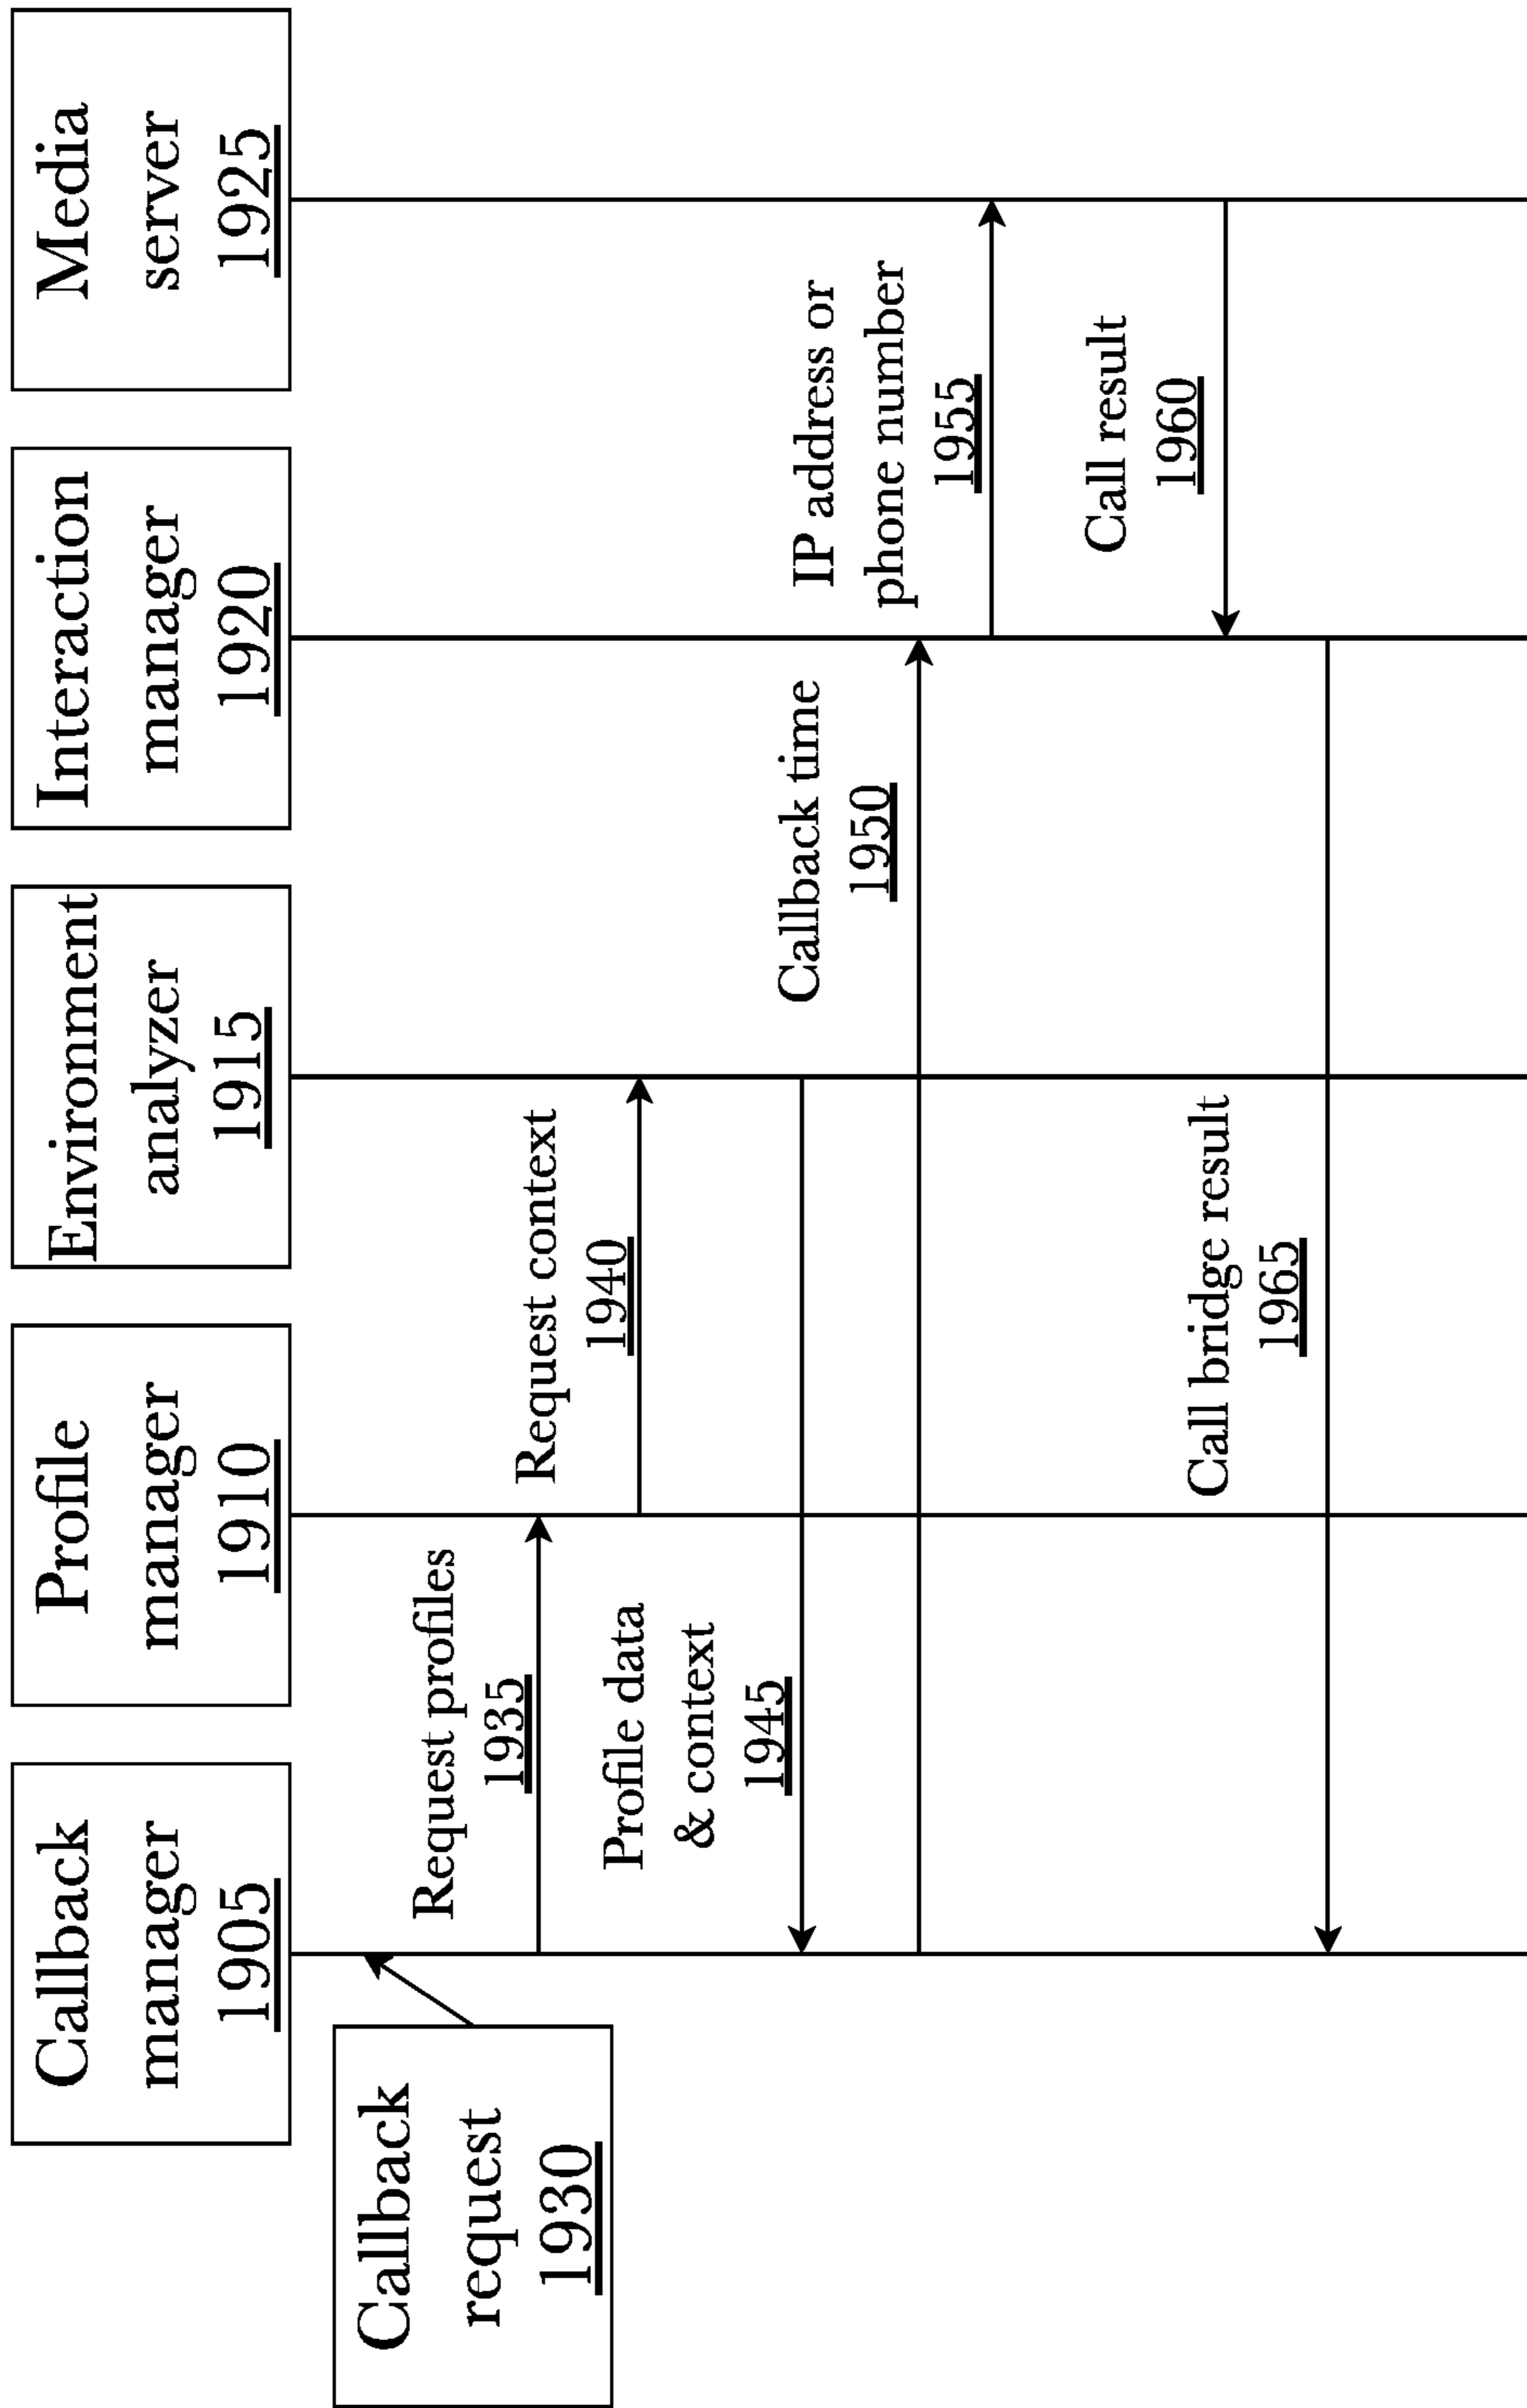 Callback
manager
1905
Profile
manager
1910
Environment
analyzer
1915
Interaction
manager
1920
Media
server
1925
Callback
request
1930
Request profiles
1935
Request context
1940
Profile data
& context
1945
Callback time
1950
IP address or
phone number
1955
Call result
1960
Call bridge result
1965